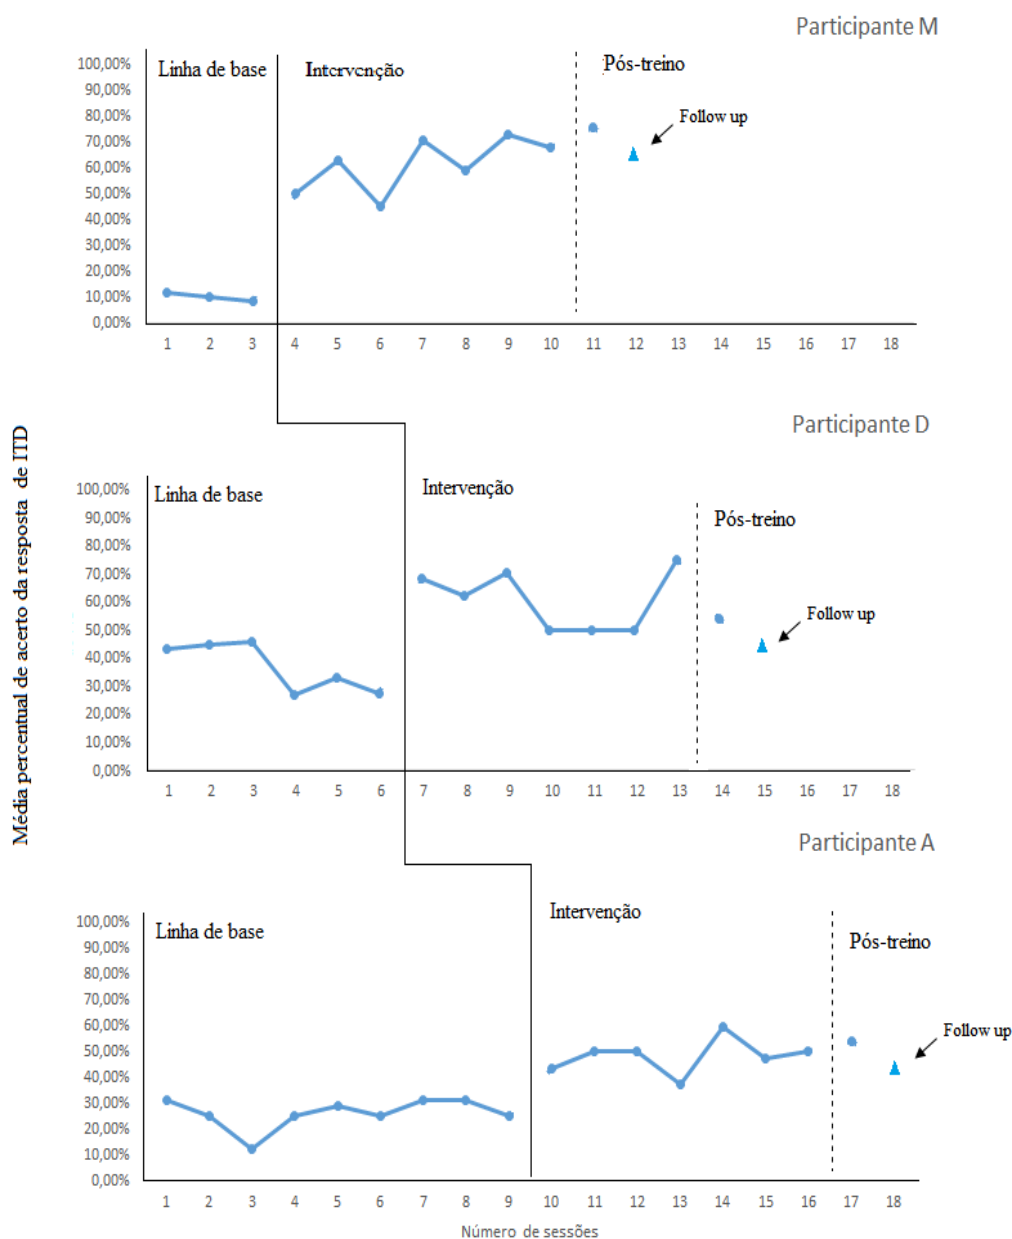 Participante M
Linha de base
Intervenção
Pós-treino
Follow up
100,00%
90,00%
80,00%
70,00%
60,00%
50,00%
40,00%
30,00%
20,00%
10,00%
0,00%
1 2 3 4 5 6 7 8 9 10 11 12 13 14 15 16 17 18
Média percentual de acerto da resposta de ITD
Participante D
Linha de base
Intervenção
Pós-treino
Follow up
100,00%
90,00%
80,00%
70,00%
60,00%
50,00%
40,00%
30,00%
20,00%
10,00%
0,00%
1 2 3 4 5 6 7 8 9 10 11 12 13 14 15 16 17 18
Participante A
Linha de base
Intervenção
Pós-treino
Follow up
100,00%
90,00%
80,00%
70,00%
60,00%
50,00%
40,00%
30,00%
20,00%
10,00%
0,00%
1 2 3 4 5 6 7 8 9 10 11 12 13 14 15 16 17 18
Número de sessões